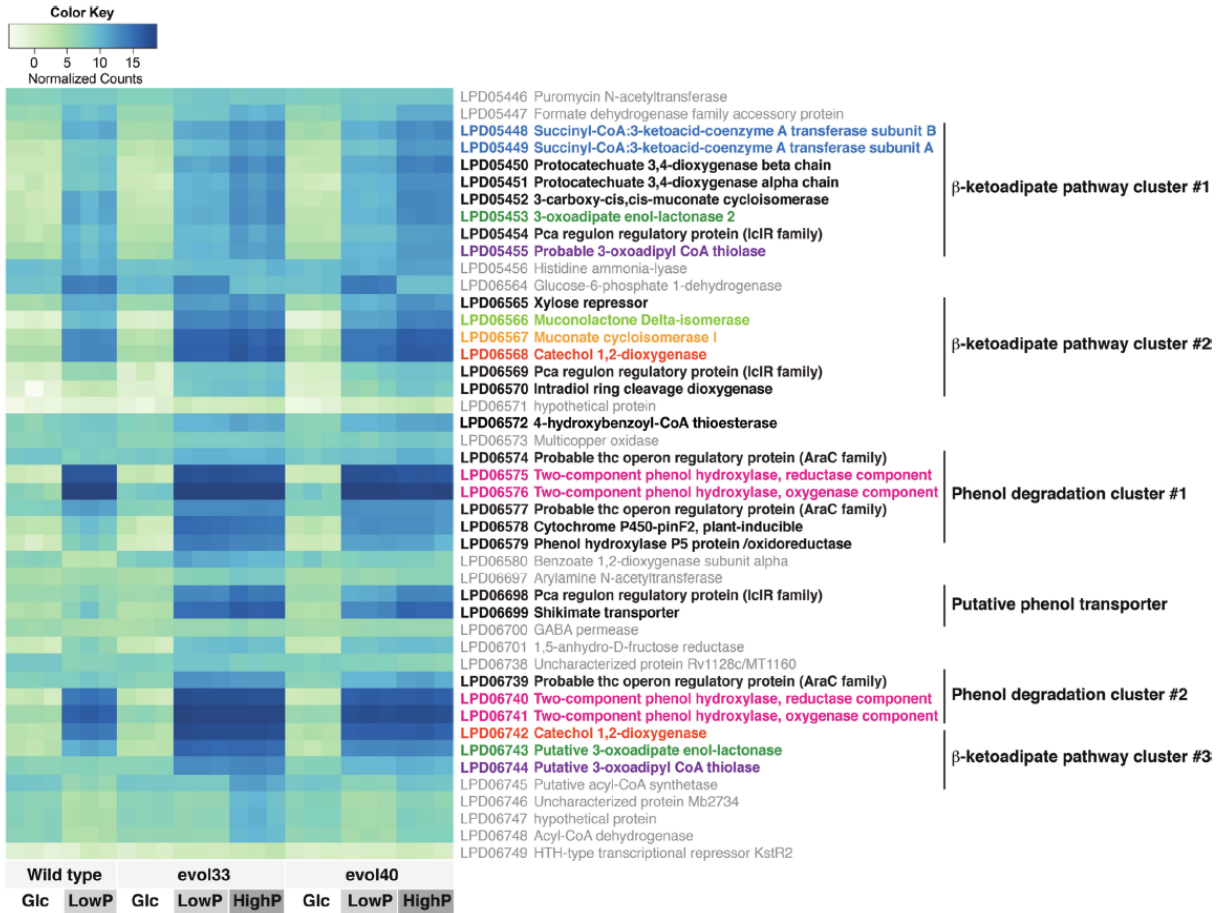 Color Key
0 5 10 15
Normalized Counts
LPD05446 Puromycin N-acetyltransferase
LPD05447 Formate dehydrogenase family accessory protein
LPD05448 Succinyl-CoA:3-ketoacid-coenzyme A transferase subunit B
LPD05449 Succinyl-CoA:3-ketoacid-coenzyme A transferase subunit A
LPD05450 Protocatechuate 3,4-dioxygenase beta chain
LPD05451 Protocatechuate 3,4-dioxygenase alpha chain
LPD05452 3-carboxy-cis,cis-muconate cycloisomerase
LPD05453 3-oxoadipate enol-lactonase 2
LPD05454 Pca regulon regulatory protein (IclR family)
LPD05455 Probable 3-oxoadipyl CoA thiolase
β-ketoadipate pathway cluster #1
LPD05456 Histidine ammonia-lyase
LPD06564 Glucose-6-phosphate 1-dehydrogenase
LPD06565 Xylose repressor
LPD06566 Muconolactone Delta-isomerase
LPD06567 Muconate cycloisomerase I
LPD06568 Catechol 1,2-dioxygenase
LPD06569 Pca regulon regulatory protein (IclR family)
LPD06570 Intradiol ring cleavage dioxygenase
β-ketoadipate pathway cluster #2
LPD06571 hypothetical protein
LPD06572 4-hydroxybenzoyl-CoA thioesterase
LPD06573 Multicopper oxidase
LPD06574 Probable thc operon regulatory protein (AraC family)
LPD06575 Two-component phenol hydroxylase, reductase component
LPD06576 Two-component phenol hydroxylase, oxygenase component
LPD06577 Probable thc operon regulatory protein (AraC family)
LPD06578 Cytochrome P450-pinF2, plant-inducible
LPD06579 Phenol hydroxylase P5 protein /oxidoreductase
Phenol degradation cluster #1
LPD06580 Benzoate 1,2-dioxygenase subunit alpha
LPD06697 Arylamine N-acetyltransferase
LPD06698 Pca regulon regulatory protein (IclR family)
LPD06699 Shikimate transporter
Putative phenol transporter
LPD06700 GABA permease
LPD06701 1,5-anhydro-D-fructose reductase
LPD06738 Uncharacterized protein Rv1128c/MT1160
LPD06739 Probable thc operon regulatory protein (AraC family)
LPD06740 Two-component phenol hydroxylase, reductase component
LPD06741 Two-component phenol hydroxylase, oxygenase component
Phenol degradation cluster #2
LPD06742 Catechol 1,2-dioxygenase
LPD06743 Putative 3-oxoadipate enol-lactonase
LPD06744 Putative 3-oxoadipyl CoA thiolase
LPD06745 Putative acyl-CoA synthetase
β-ketoadipate pathway cluster #3
LPD06746 Uncharacterized protein Mb2734
LPD06747 hypothetical protein
LPD06748 Acyl-CoA dehydrogenase
LPD06749 HTH-type transcriptional repressor KstR2
Wild type evol33 evol40
Glc LowP Glc LowP HighP Glc LowP HighP